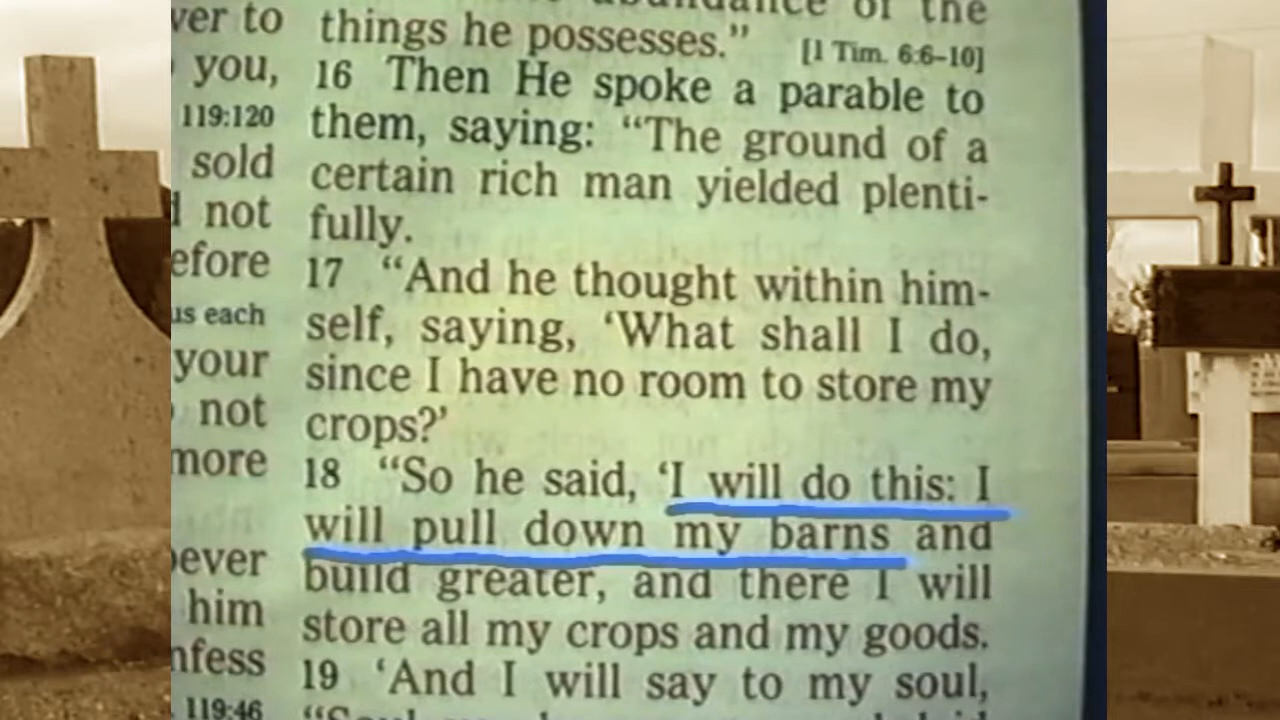 ver to
you,
119:120
sold
not
efore
us each
your
not
more
ever
him
nfess
119:46
abundance of the
things he possesses.” [1 Tim. 6:6–10]
16 Then He spoke a parable to
them, saying: “The ground of a
certain rich man yielded plenti-
fully.
17 “And he thought within him-
self, saying, ‘What shall I do,
since I have no room to store my
crops?’
18 “So he said, ‘I will do this: I
will pull down my barns and
build greater, and there I will
store all my crops and my goods.
19 ‘And I will say to my soul,
“Soul,